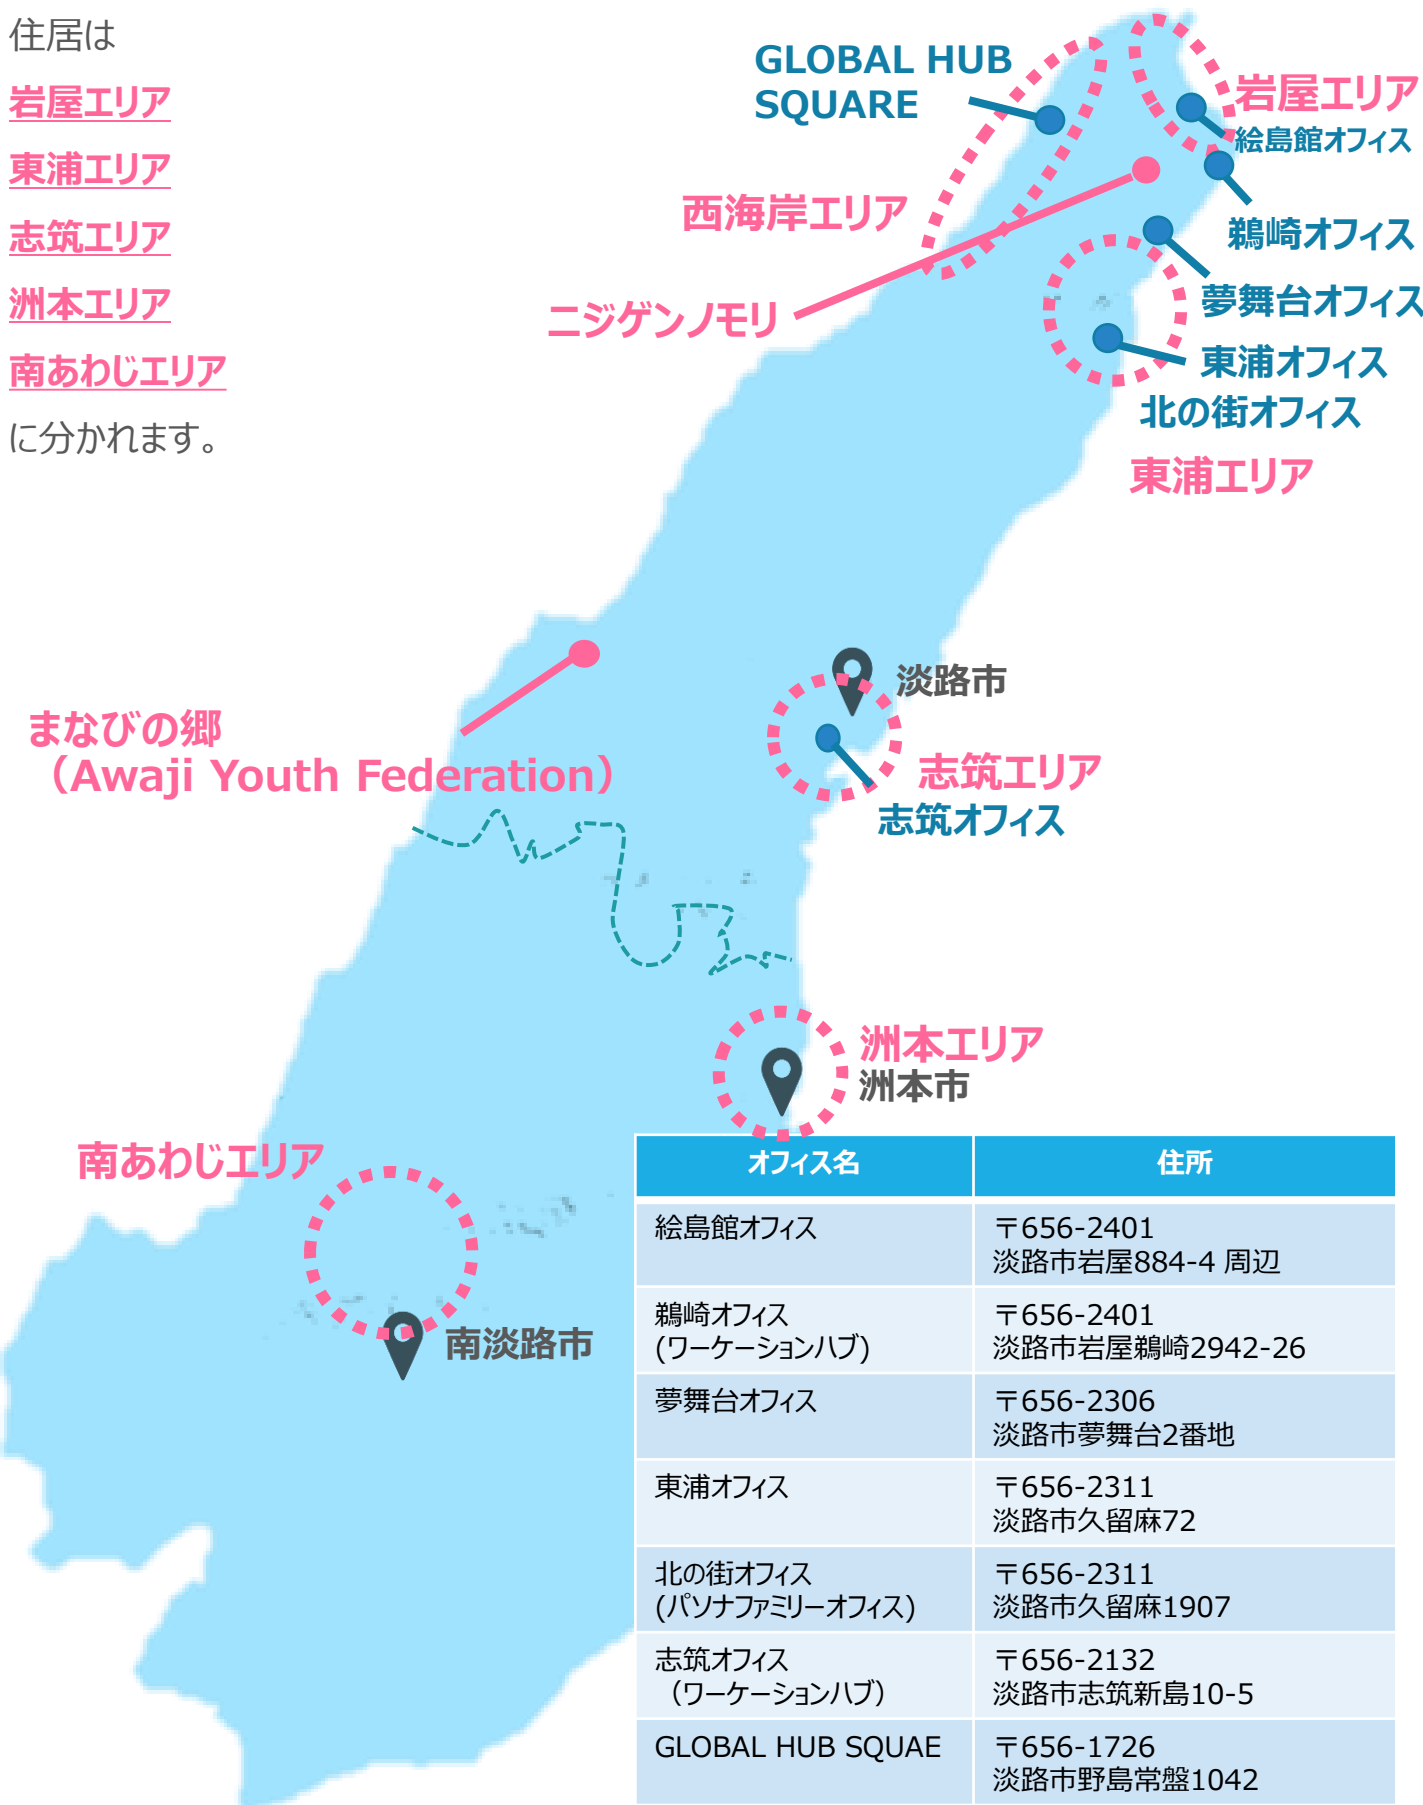 住居は
岩屋エリア
東浦エリア
志筑エリア
洲本エリア
南あわじエリア
に分かれます。
GLOBAL HUB
SQUARE
岩屋エリア
絵島館オフィス
西海岸エリア
鵜崎オフィス
ニジゲンノモリ
夢舞台オフィス
東浦オフィス
北の街オフィス
東浦エリア
淡路市
まなびの郷
（Awaji Youth Federation）
志筑エリア
志筑オフィス
洲本エリア
洲本市
南あわじエリア
南淡路市
オフィス名 住所
絵島館オフィス 〒656-2401
淡路市岩屋884-4 周辺
鵜崎オフィス 〒656-2401
(ワーケーションハブ) 淡路市岩屋鵜崎2942-26
夢舞台オフィス 〒656-2306
淡路市夢舞台2番地
東浦オフィス 〒656-2311
淡路市久留麻72
北の街オフィス 〒656-2311
(パソナファミリーオフィス) 淡路市久留麻1907
志筑オフィス 〒656-2132
（ワーケーションハブ） 淡路市志筑新島10-5
GLOBAL HUB SQUAE 〒656-1726
淡路市野島常盤1042